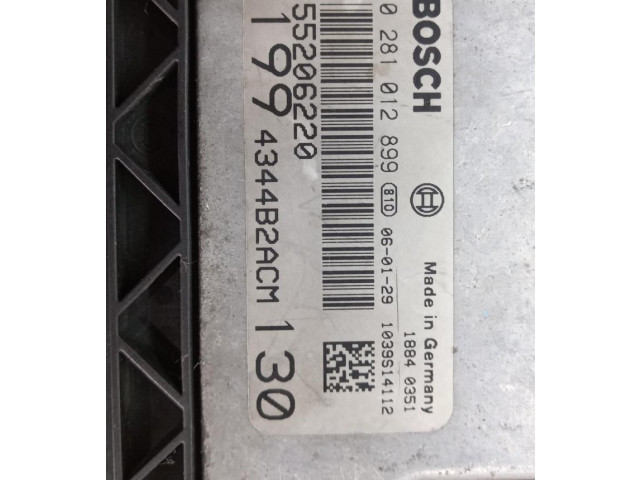 BOSCH
Made in Germany
1884 0351
0 281 012 899 810 06-01-29 1039S14112
55206220
199 4344B2ACM 130